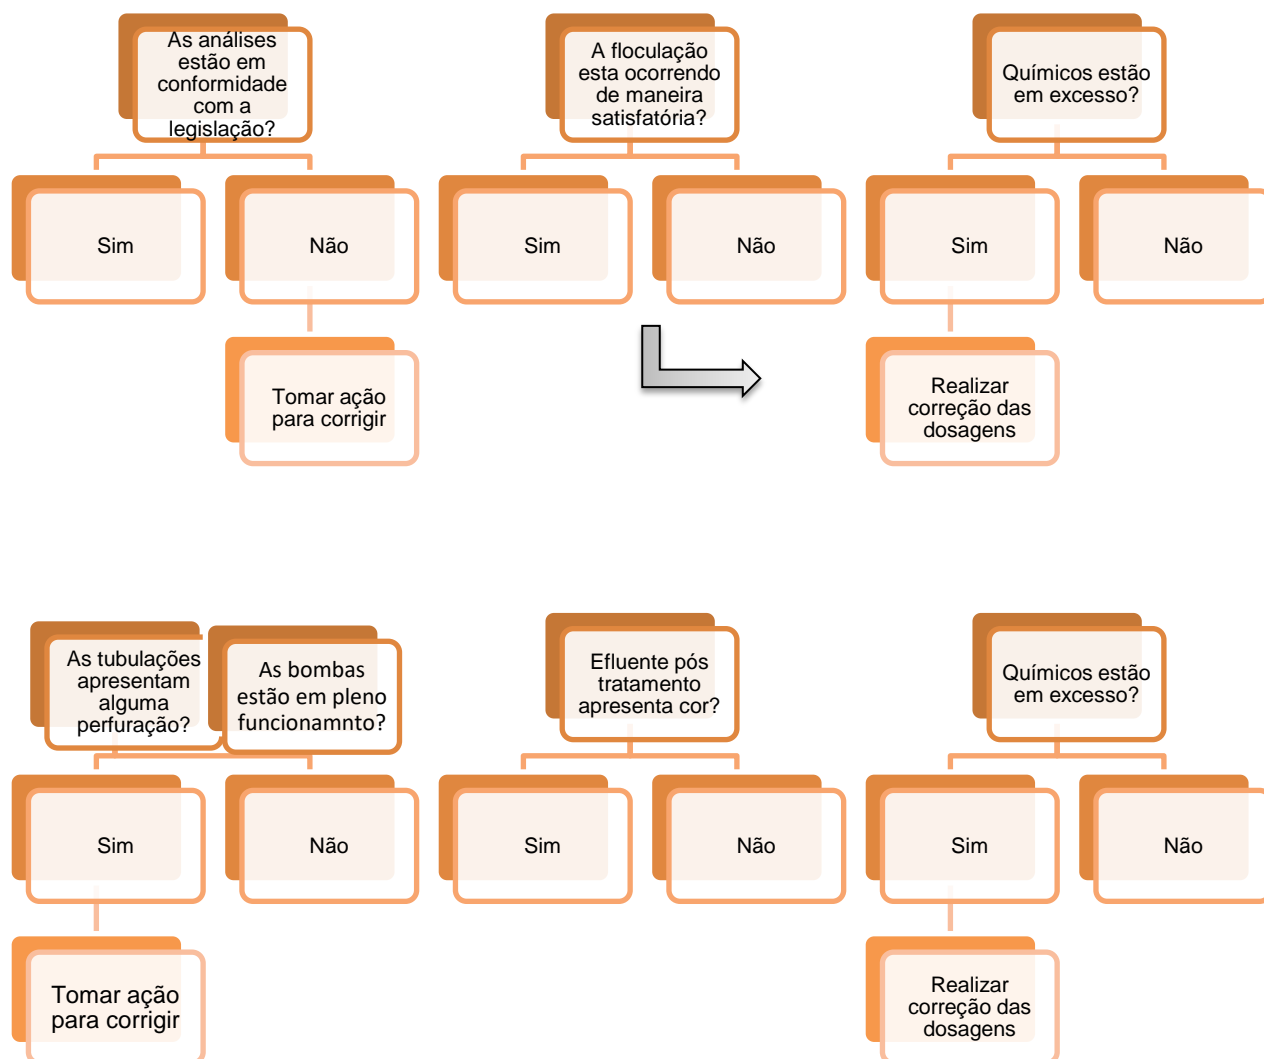 As análises
estão em
conformidade
com a
legislação?
A floculação
esta ocorrendo
de maneira
satisfatória?
Químicos estão
em excesso?
Sim
Não
Sim
Não
Sim
Não
Tomar ação
para corrigir
Realizar
correção das
dosagens
As tubulações
apresentam
alguma
perfuração?
As bombas
estão em pleno
funcionamnto?
Efluente pós
tratamento
apresenta cor?
Químicos estão
em excesso?
Sim
Não
Sim
Não
Sim
Não
Tomar ação
para corrigir
Realizar
correção das
dosagens